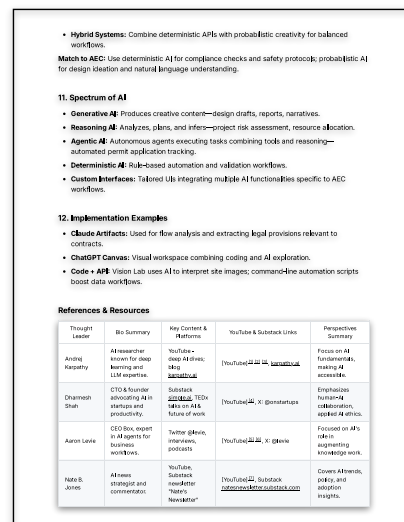 • Hybrid Systems: Combine deterministic APIs with probabilistic creativity for balanced
workflows.
Match to AEC: Use deterministic AI for compliance checks and safety protocols; probabilistic AI
for design ideation and natural language understanding.
11. Spectrum of AI
• Generative AI: Produces creative content—design drafts, reports, narratives.
• Reasoning AI: Analyzes, plans, and infers—project risk assessment, resource allocation.
• Agentic AI: Autonomous agents executing tasks combining tools and reasoning—
automated permit application tracking.
• Deterministic AI: Rule-based automation and validation workflows.
• Custom Interfaces: Tailored UIs integrating multiple AI functionalities specific to AEC
workflows.
12. Implementation Examples
• Claude Artifacts: Used for flow analysis and extracting legal provisions relevant to
contracts.
• ChatGPT Canvas: Visual workspace combining coding and AI exploration.
• Code + API: Vision Lab uses AI to interpret site images; command-line automation scripts
boost data workflows.
References & Resources
Thought Leader | Bio Summary | Key Content & Platforms | YouTube & Substack Links | Perspectives Summary
Andrej Karpathy | AI researcher known for deep learning and LLM expertise. | YouTube - deep AI dives; blog karpathy.ai | [YouTube], karpathy.ai | Focus on AI fundamentals, making AI accessible.
Dharmesh Shah | CTO & founder advocating AI in startups and productivity. | Substack simple.ai, TEDx talks on AI & future of work | [YouTube], X: @onstartups | Emphasizes human-AI collaboration, applied AI ethics.
Aaron Levie | CEO Box, expert in AI agents for business workflows. | Twitter @levie, interviews, podcasts | [YouTube], X: @levie | Focused on AI's role in augmenting knowledge work.
Nate B. Jones | AI news strategist and commentator. | YouTube, Substack newsletter "Nate's Newsletter" | [YouTube], Substack natesnewsletter.substack.com | Covers AI trends, policy, and adoption insights.